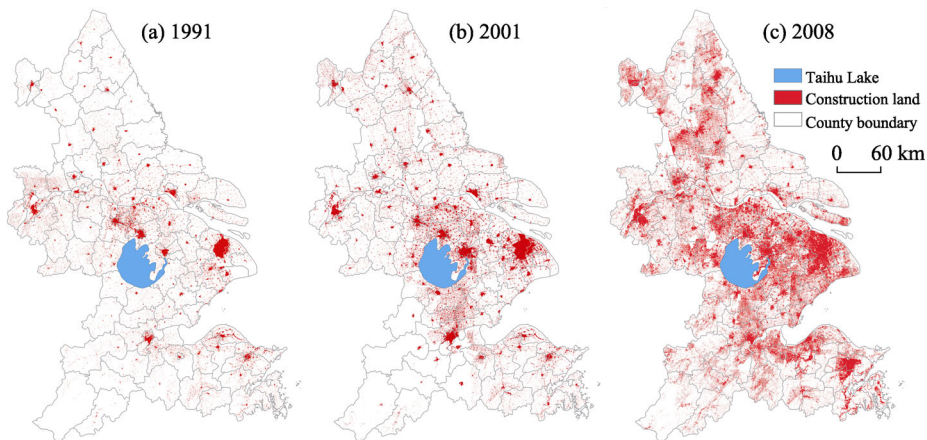 (a) 1991
(b) 2001
(c) 2008
Taihu Lake
Construction land
County boundary
0 60 km